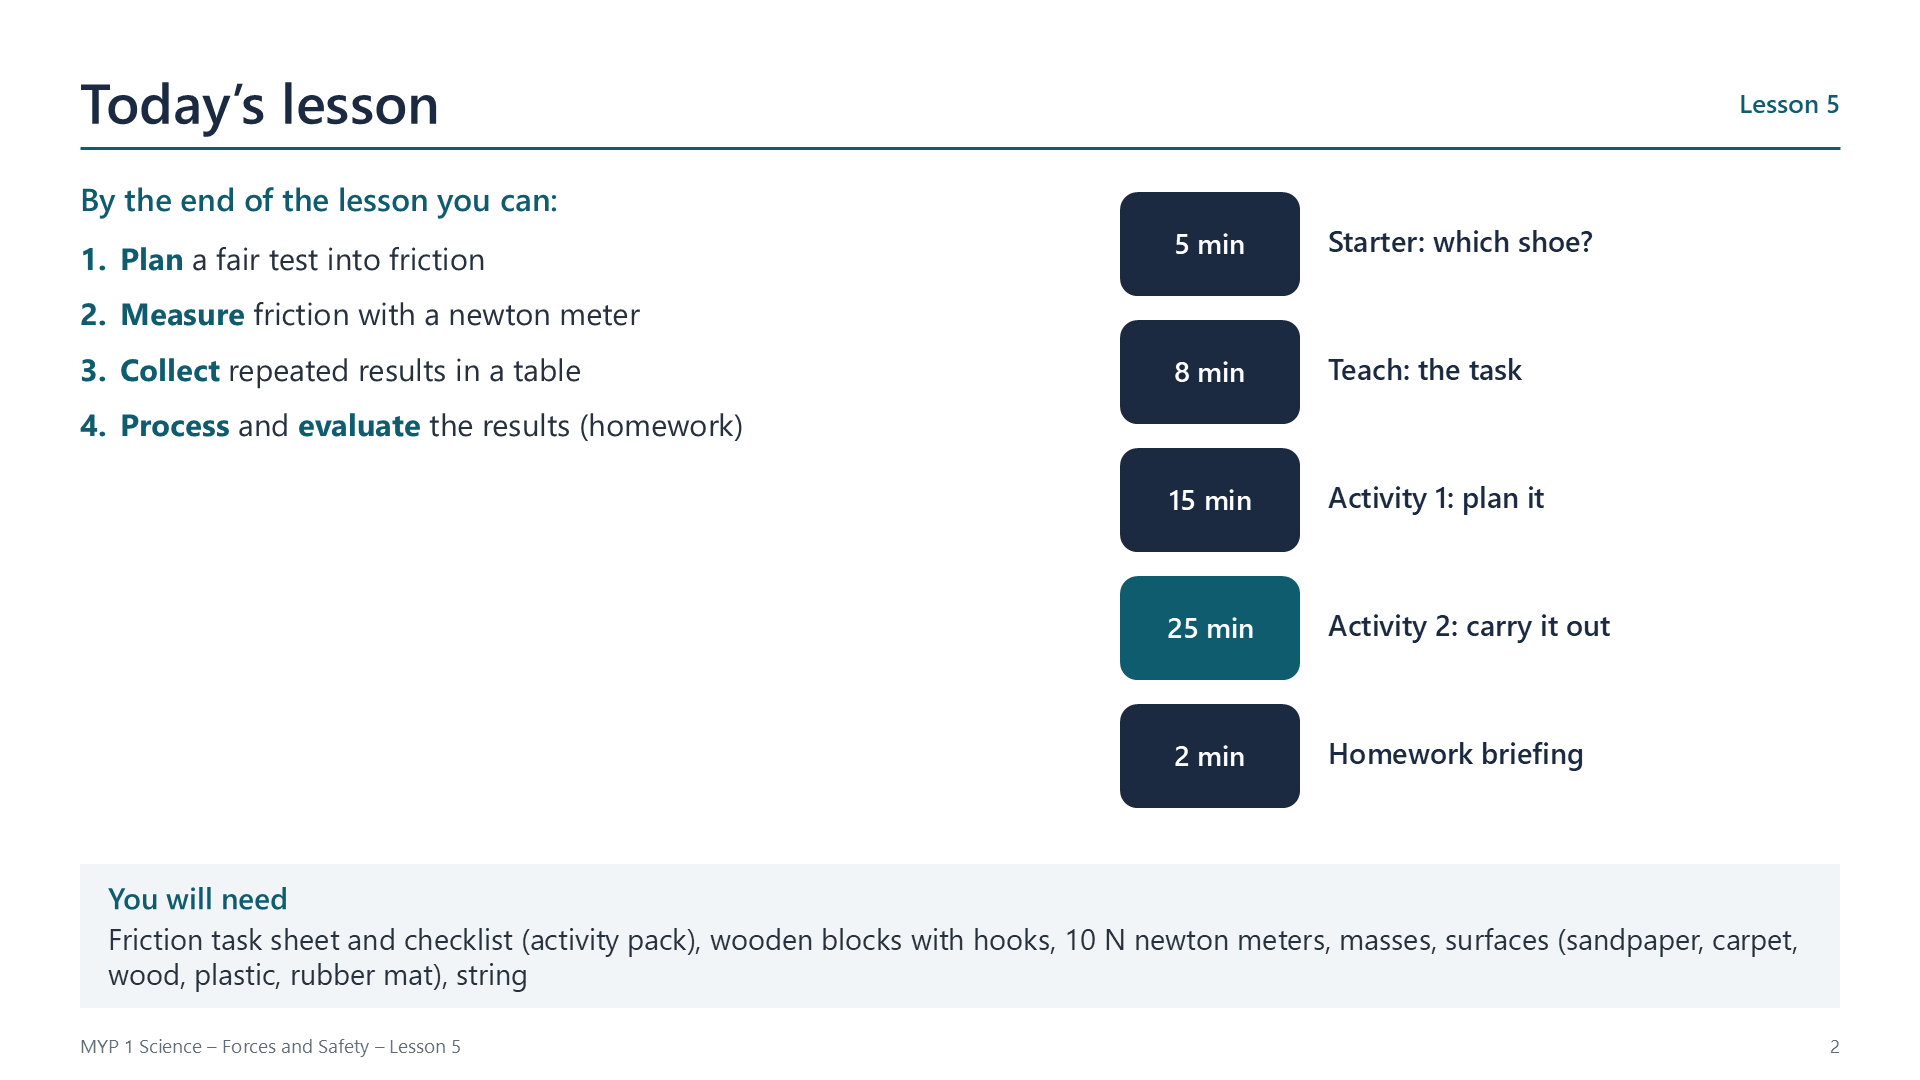 Today’s lesson
Lesson 5
By the end of the lesson you can:
1. Plan a fair test into friction
2. Measure friction with a newton meter
3. Collect repeated results in a table
4. Process and evaluate the results (homework)
5 min
Starter: which shoe?
8 min
Teach: the task
15 min
Activity 1: plan it
25 min
Activity 2: carry it out
2 min
Homework briefing
You will need
Friction task sheet and checklist (activity pack), wooden blocks with hooks, 10 N newton meters, masses, surfaces (sandpaper, carpet,
wood, plastic, rubber mat), string
MYP 1 Science – Forces and Safety – Lesson 5
2